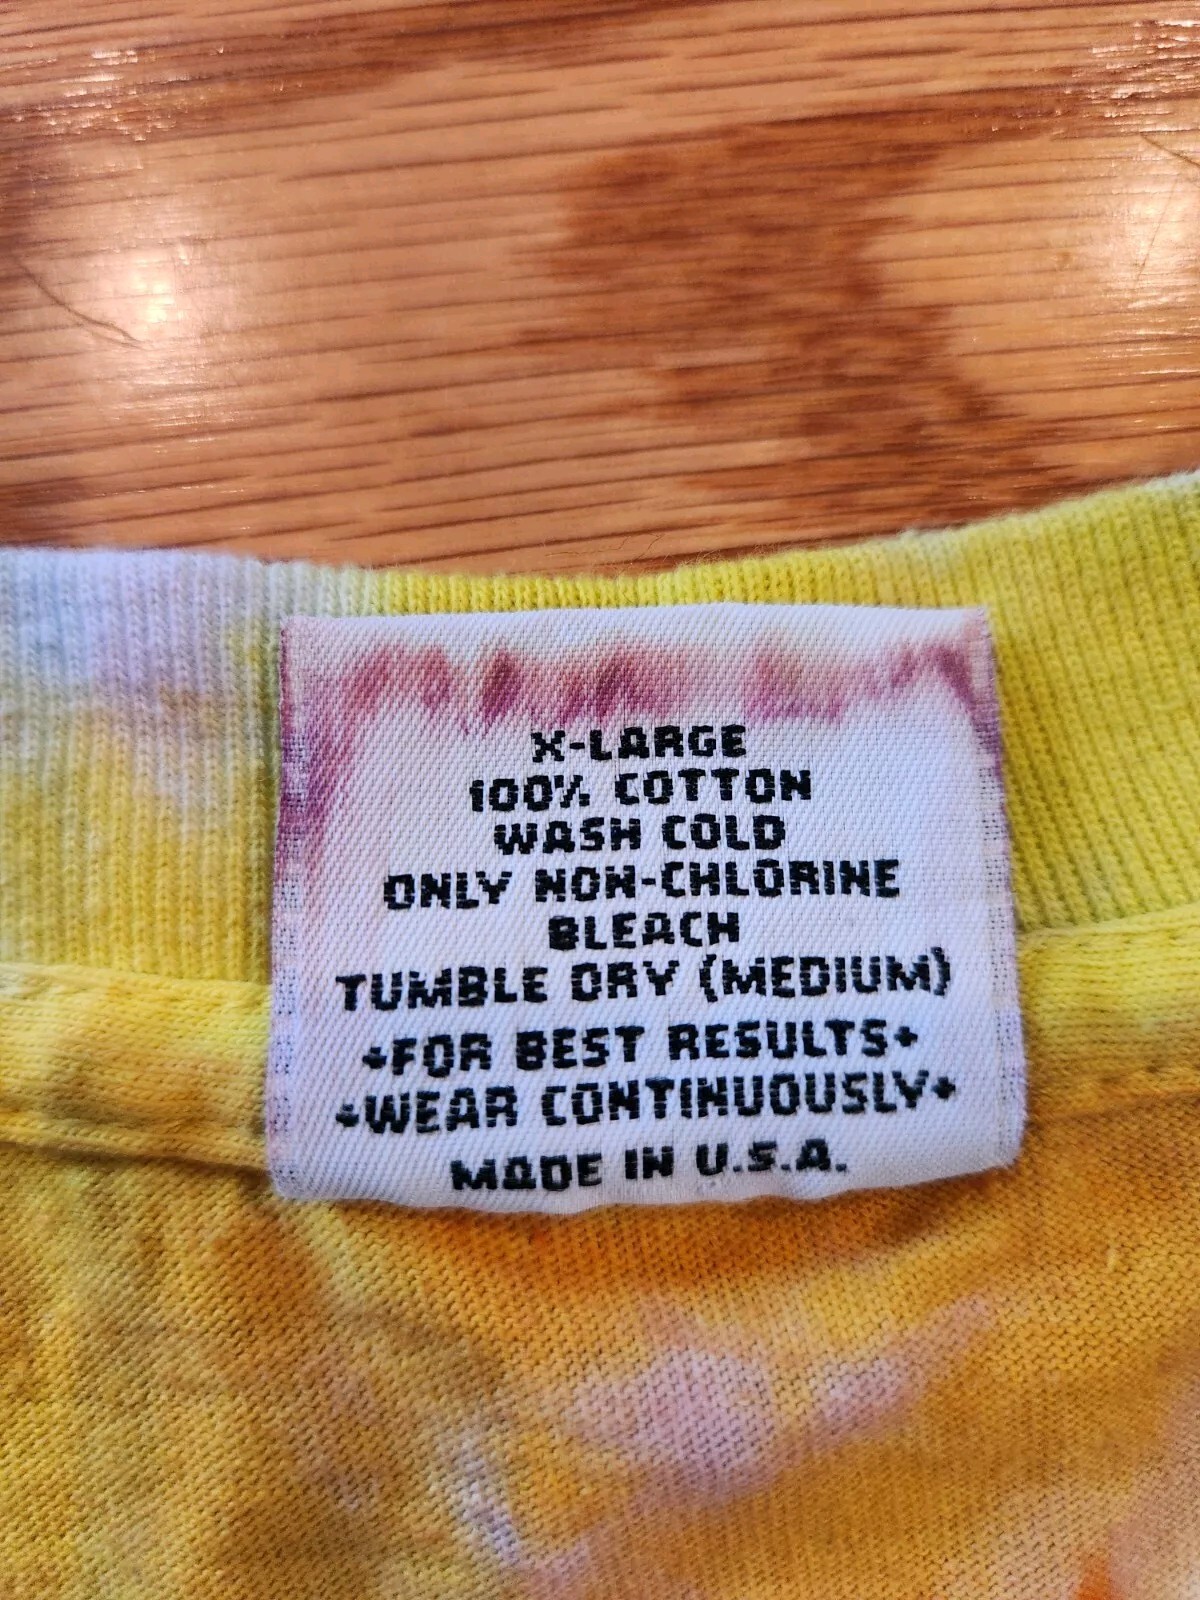 X-LARGE
100% COTTON
WASH COLD
ONLY NON-CHLORINE
BLEACH
TUMBLE DRY (MEDIUM)
+FOR BEST RESULTS+
+WEAR CONTINUOUSLY+
MADE IN U.S.A.